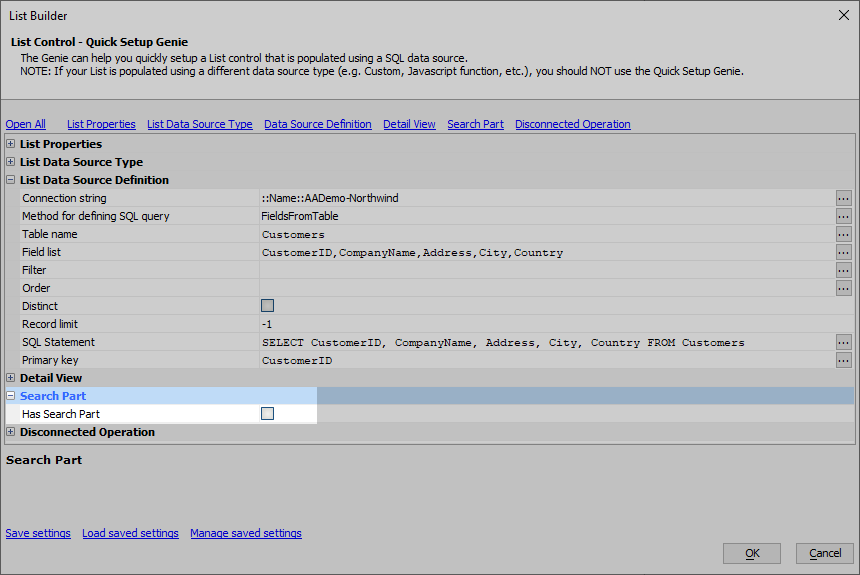 List Builder
List Control - Quick Setup Genie
The Genie can help you quickly setup a List control that is populated using a SQL data source.
NOTE: If your List is populated using a different data source type (e.g. Custom, Javascript function, etc.), you should NOT use the Quick Setup Genie.
Open All List Properties List Data Source Type Data Source Definition Detail View Search Part Disconnected Operation
List Properties
List Data Source Type
List Data Source Definition
Connection string ::Name::AADemo-Northwind ...
Method for defining SQL query FieldsFromTable ...
Table name Customers ...
Field list CustomerID,CompanyName,Address,City,Country ...
Filter ...
Order ...
Distinct
Record limit -1
SQL Statement SELECT CustomerID, CompanyName, Address, City, Country FROM Customers ...
Primary key CustomerID ...
Detail View
Search Part
Has Search Part
Disconnected Operation
Search Part
Save settings Load saved settings Manage saved settings
OK Cancel